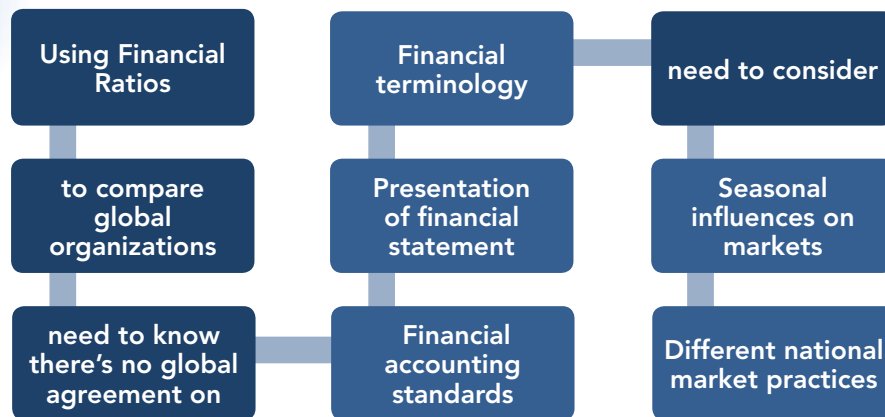 Using Financial
Ratios
to compare
global
organizations
need to know
there's no global
agreement on
Financial
accounting
standards
Presentation
of financial
statement
Financial
terminology
need to consider
Seasonal
influences on
markets
Different national
market practices